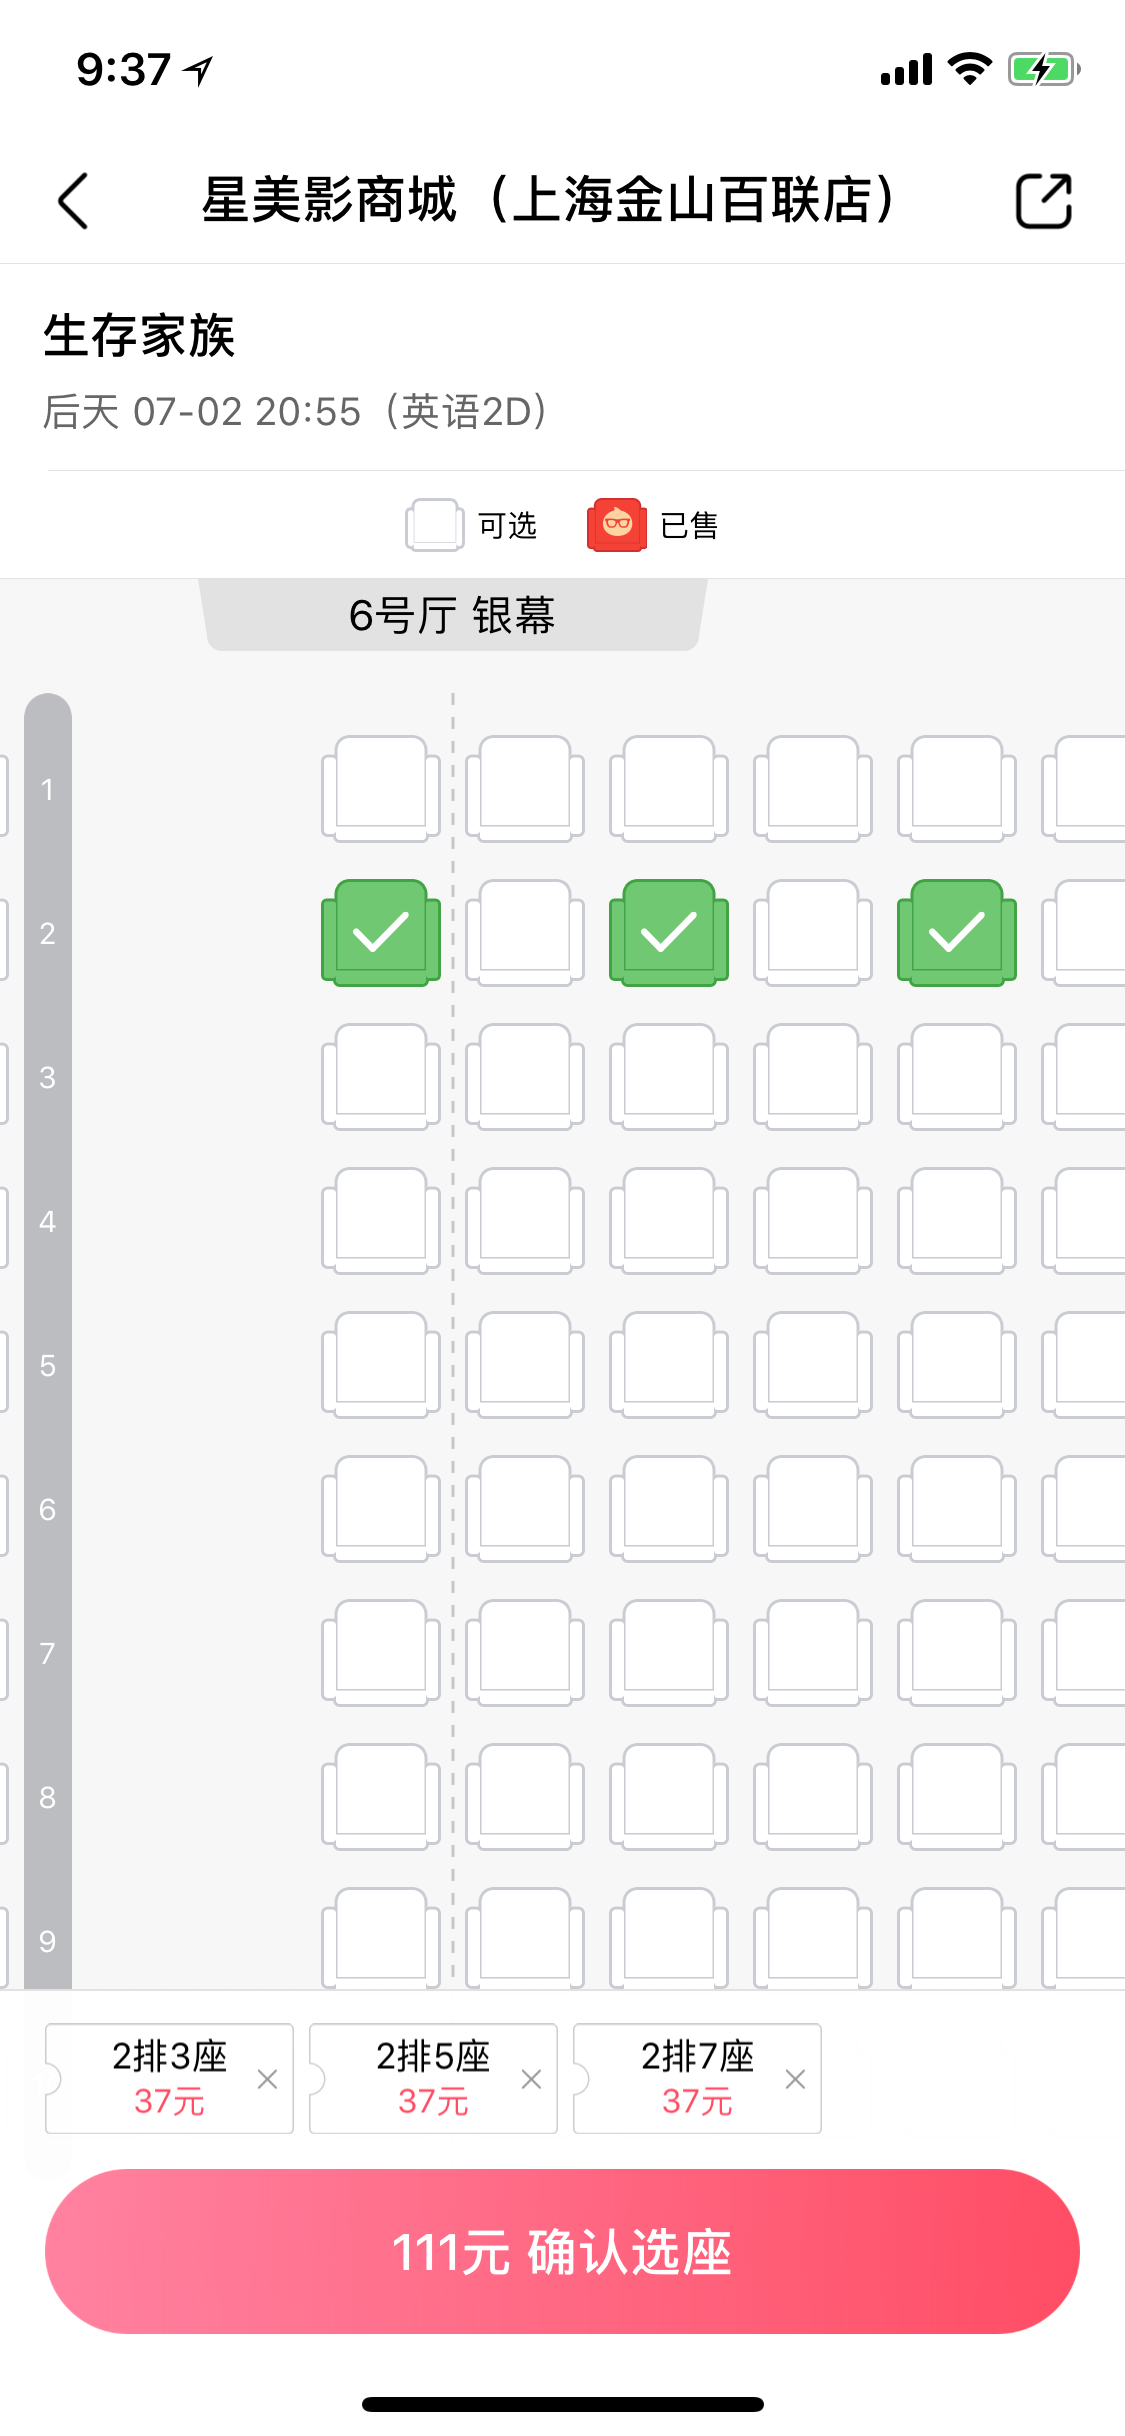 9:37
星美影商城（上海金山百联店）
生存家族
后天 07-02 20:55（英语2D）
可选 已售
6号厅 银幕
1
2
3
4
5
6
7
8
9
2排3座 2排5座 2排7座
37元 37元 37元
111元 确认选座